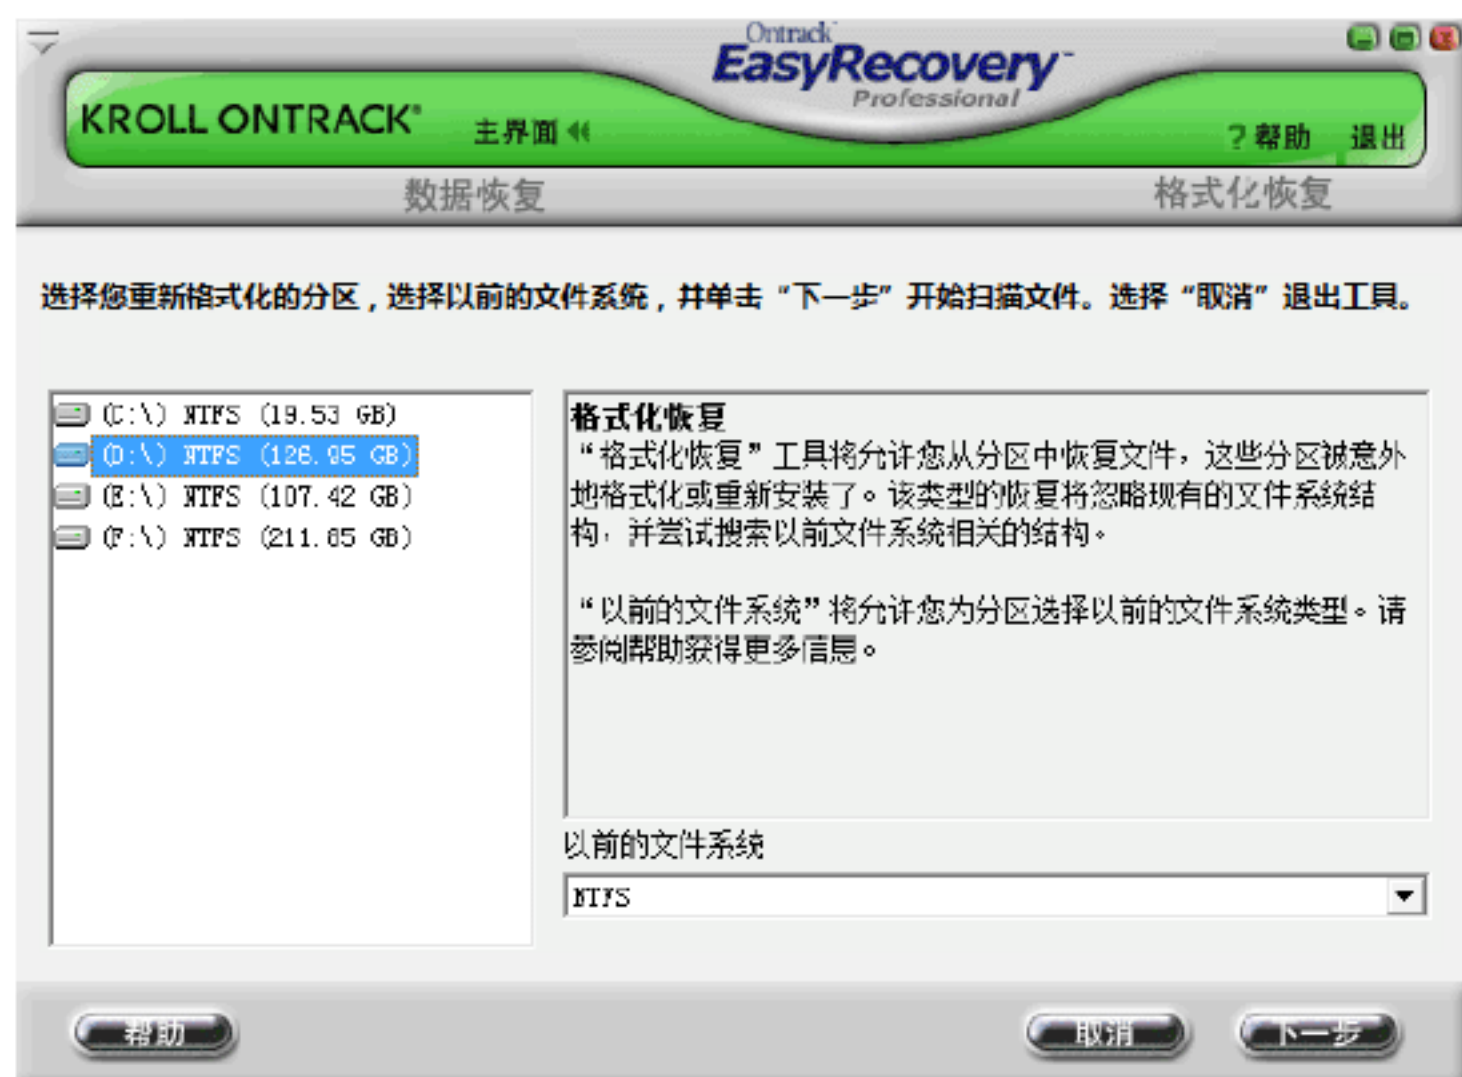 Ontrack
EasyRecovery™
Professional
KROLL ONTRACK®
主界面
?帮助 退出
数据恢复
格式化恢复
选择您重新格式化的分区，选择以前的文件系统，并单击“下一步”开始扫描文件。选择“取消”退出工具。
(C:\) NTFS (19.53 GB)
(D:\) NTFS (126.95 GB)
(E:\) NTFS (107.42 GB)
(F:\) NTFS (211.85 GB)
格式化恢复
“格式化恢复”工具将允许您从分区中恢复文件，这些分区被意外
地格式化或重新安装了。该类型的恢复将忽略现有的文件系统结
构，并尝试搜索以前文件系统相关的结构。
“以前的文件系统”将允许您为分区选择以前的文件系统类型。请
参阅帮助获得更多信息。
以前的文件系统
NTFS
帮助
取消
下一步